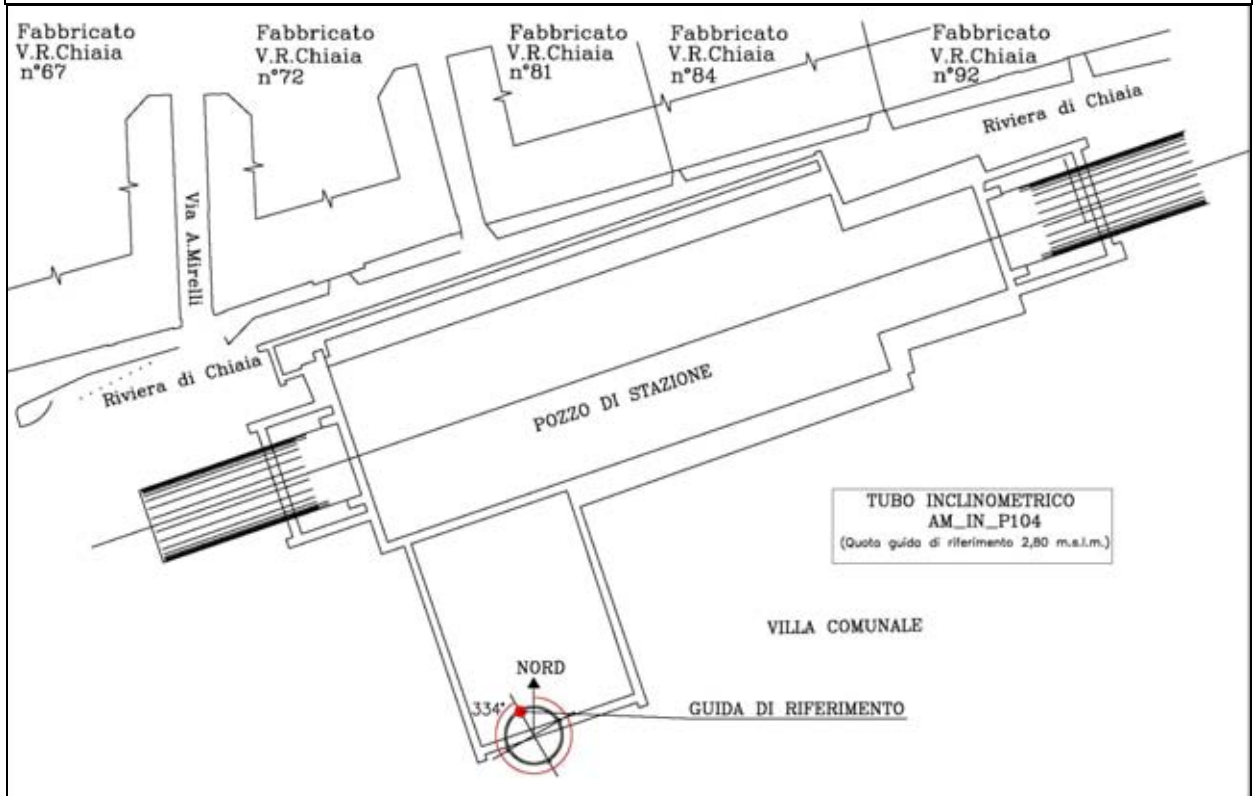 Fabbricato
V.R.Chiaia
n°67
Fabbricato
V.R.Chiaia
n°72
Fabbricato
V.R.Chiaia
n°81
Fabbricato
V.R.Chiaia
n°84
Fabbricato
V.R.Chiaia
n°92
Riviera di Chiaia
Via A.Mirelli
Riviera di Chiaia
POZZO DI STAZIONE
TUBO INCLINOMETRICO
AM_IN_P104
(Quota guida di riferimento 2,80 m.s.l.m.)
VILLA COMUNALE
NORD
334°
GUIDA DI RIFERIMENTO